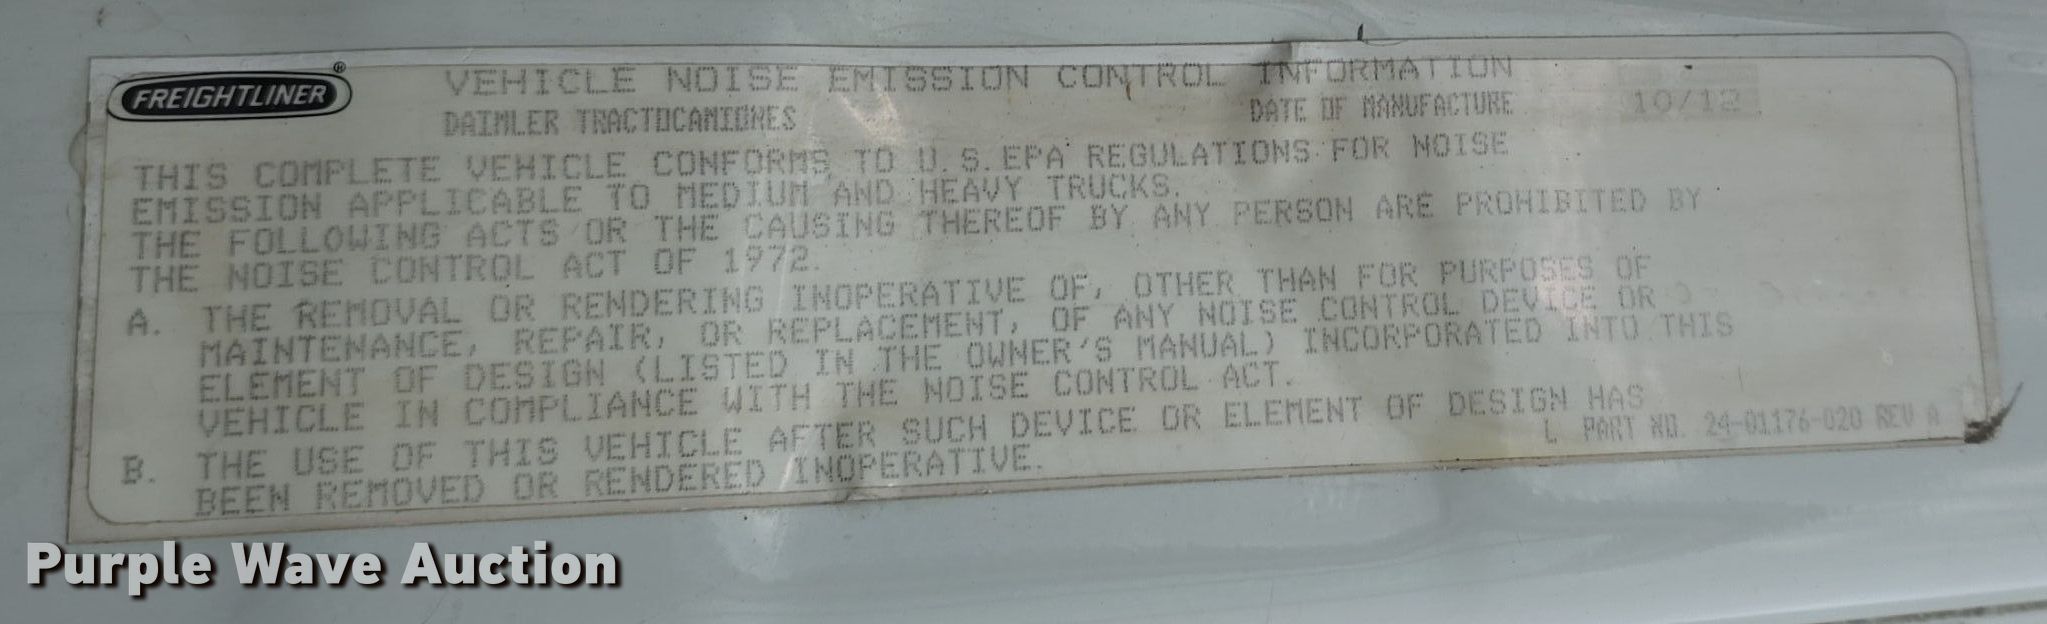 FREIGHTLINER®
VEHICLE NOISE EMISSION CONTROL INFORMATION
DAIMLER TRACTOCAMIONES
DATE OF MANUFACTURE 10/12
THIS COMPLETE VEHICLE CONFORMS TO U.S.EPA REGULATIONS FOR NOISE
EMISSION APPLICABLE TO MEDIUM AND HEAVY TRUCKS.
THE FOLLOWING ACTS OR THE CAUSING THEREOF BY ANY PERSON ARE PROHIBITED BY
THE NOISE CONTROL ACT OF 1972.
A. THE REMOVAL OR RENDERING INOPERATIVE OF, OTHER THAN FOR PURPOSES OF
MAINTENANCE, REPAIR, OR REPLACEMENT, OF ANY NOISE CONTROL DEVICE OR
ELEMENT OF DESIGN (LISTED IN THE OWNER'S MANUAL) INCORPORATED INTO THIS
VEHICLE IN COMPLIANCE WITH THE NOISE CONTROL ACT.
B. THE USE OF THIS VEHICLE AFTER SUCH DEVICE OR ELEMENT OF DESIGN HAS
BEEN REMOVED OR RENDERED INOPERATIVE.
L PART NO. 24-01176-020 REV A
Purple Wave Auction